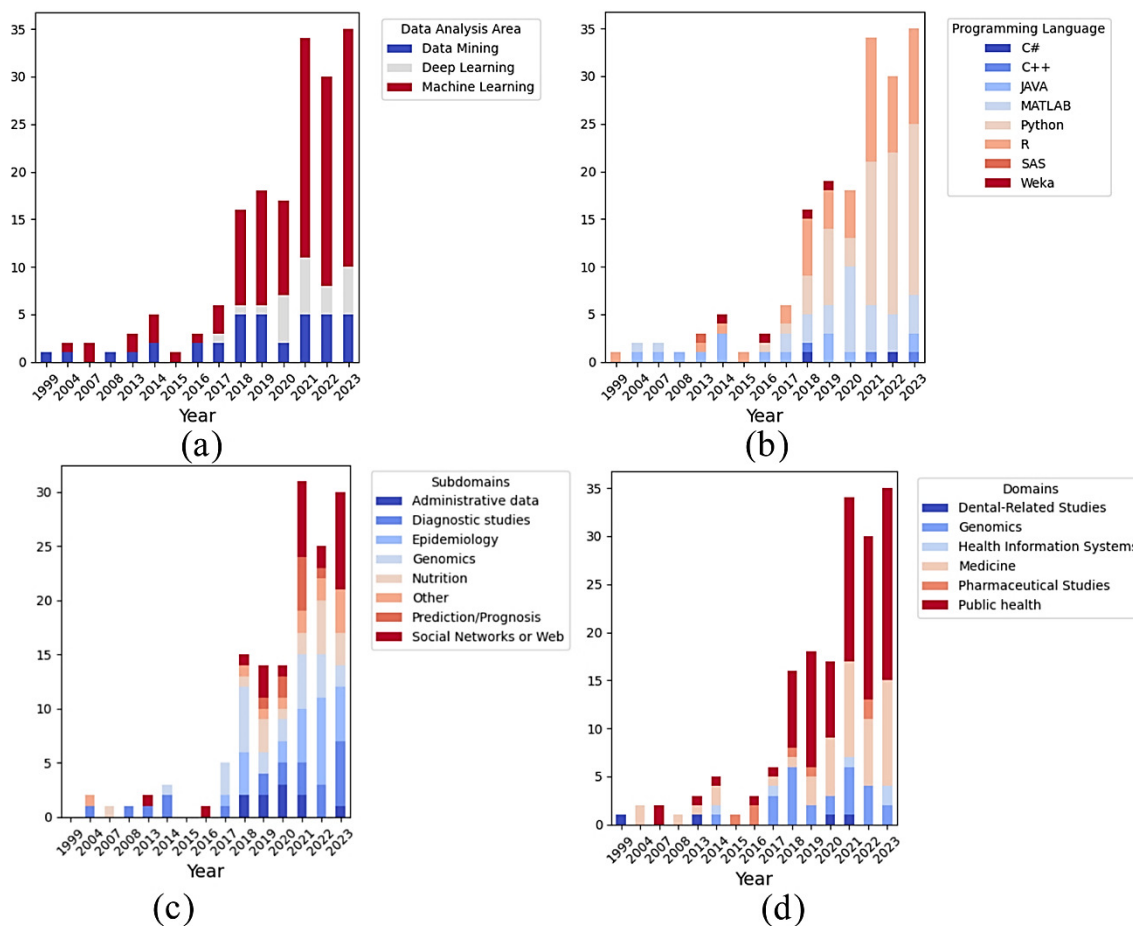 35
30
25
20
15
10
5
0
Data Analysis Area
Data Mining
Deep Learning
Machine Learning
1999 2004 2007 2008 2013 2014 2015 2016 2017 2018 2019 2020 2021 2022 2023
Year
(a)
35
30
25
20
15
10
5
0
Programming Language
C#
C++
JAVA
MATLAB
Python
R
SAS
Weka
1999 2004 2007 2008 2013 2014 2015 2016 2017 2018 2019 2020 2021 2022 2023
Year
(b)
30
25
20
15
10
5
0
Subdomains
Administrative data
Diagnostic studies
Epidemiology
Genomics
Nutrition
Other
Prediction/Prognosis
Social Networks or Web
1999 2004 2007 2008 2013 2014 2015 2016 2017 2018 2019 2020 2021 2022 2023
Year
(c)
35
30
25
20
15
10
5
0
Domains
Dental-Related Studies
Genomics
Health Information Systems
Medicine
Pharmaceutical Studies
Public health
1999 2004 2007 2008 2013 2014 2015 2016 2017 2018 2019 2020 2021 2022 2023
Year
(d)